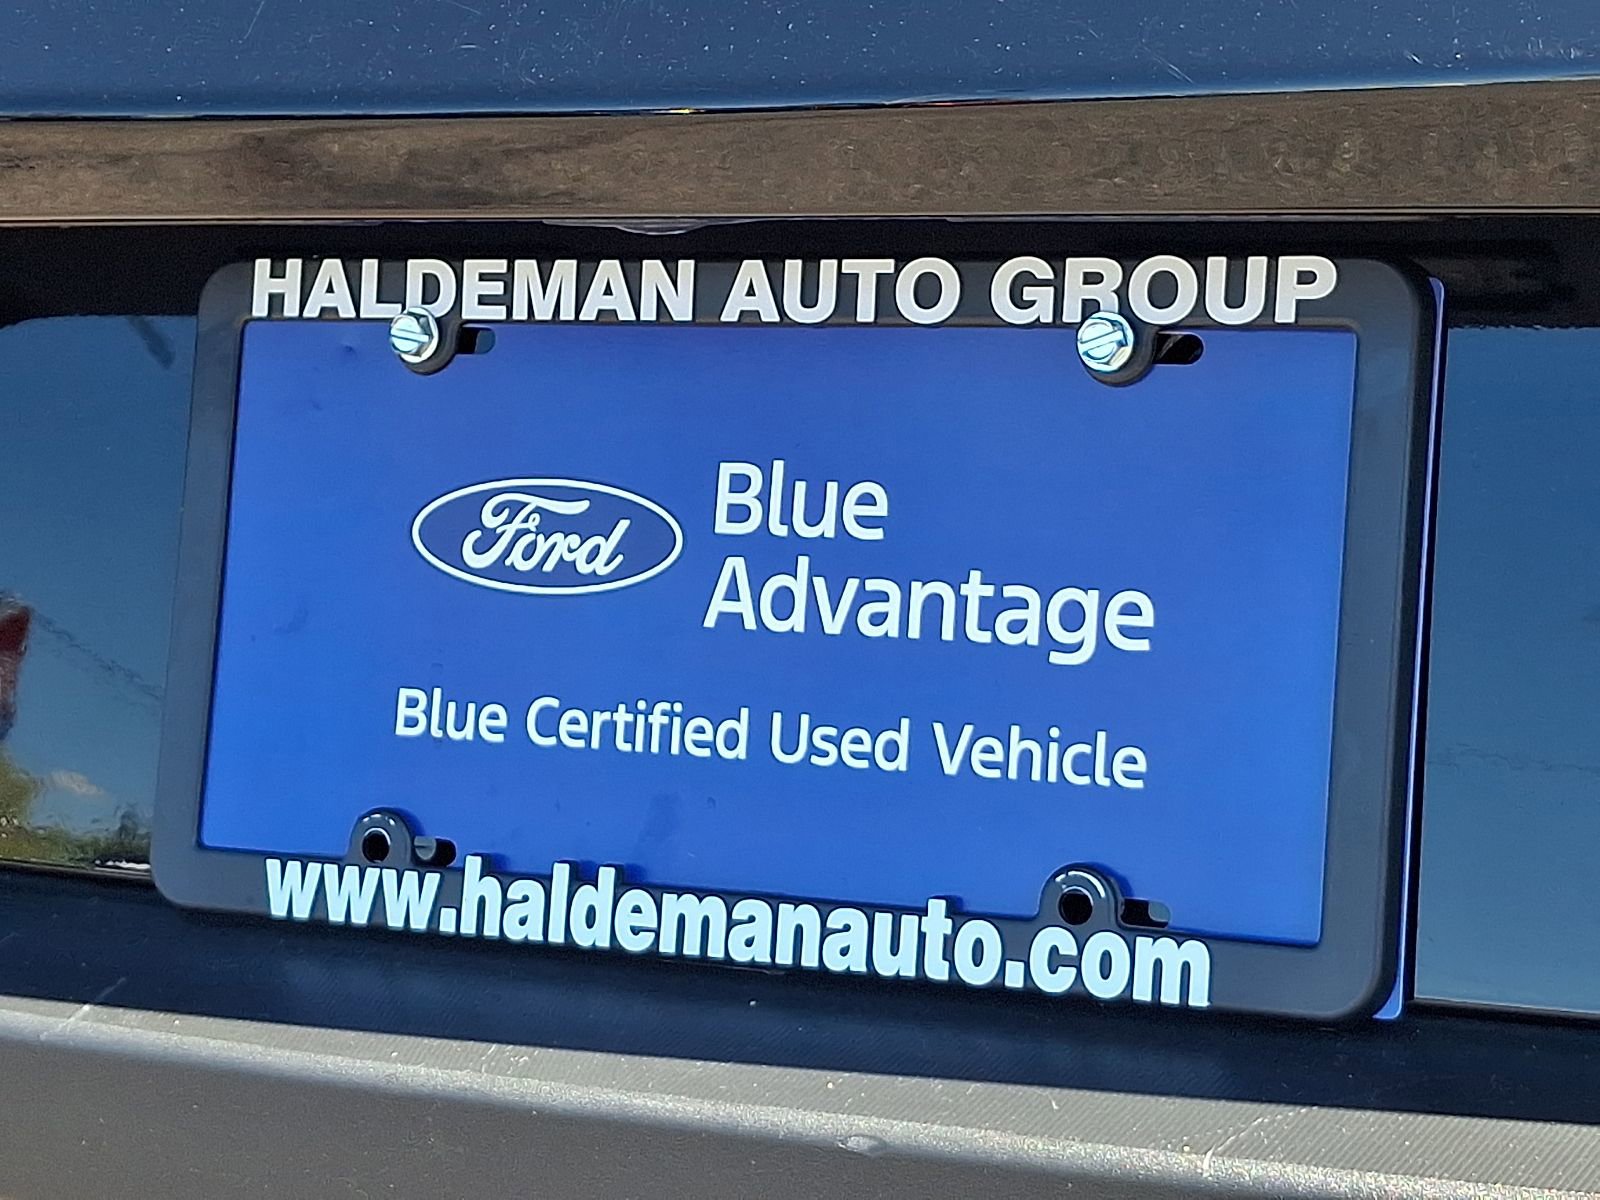 HALDEMAN AUTO GROUP
Ford
Blue
Advantage
Blue Certified Used Vehicle
www.haldemanauto.com